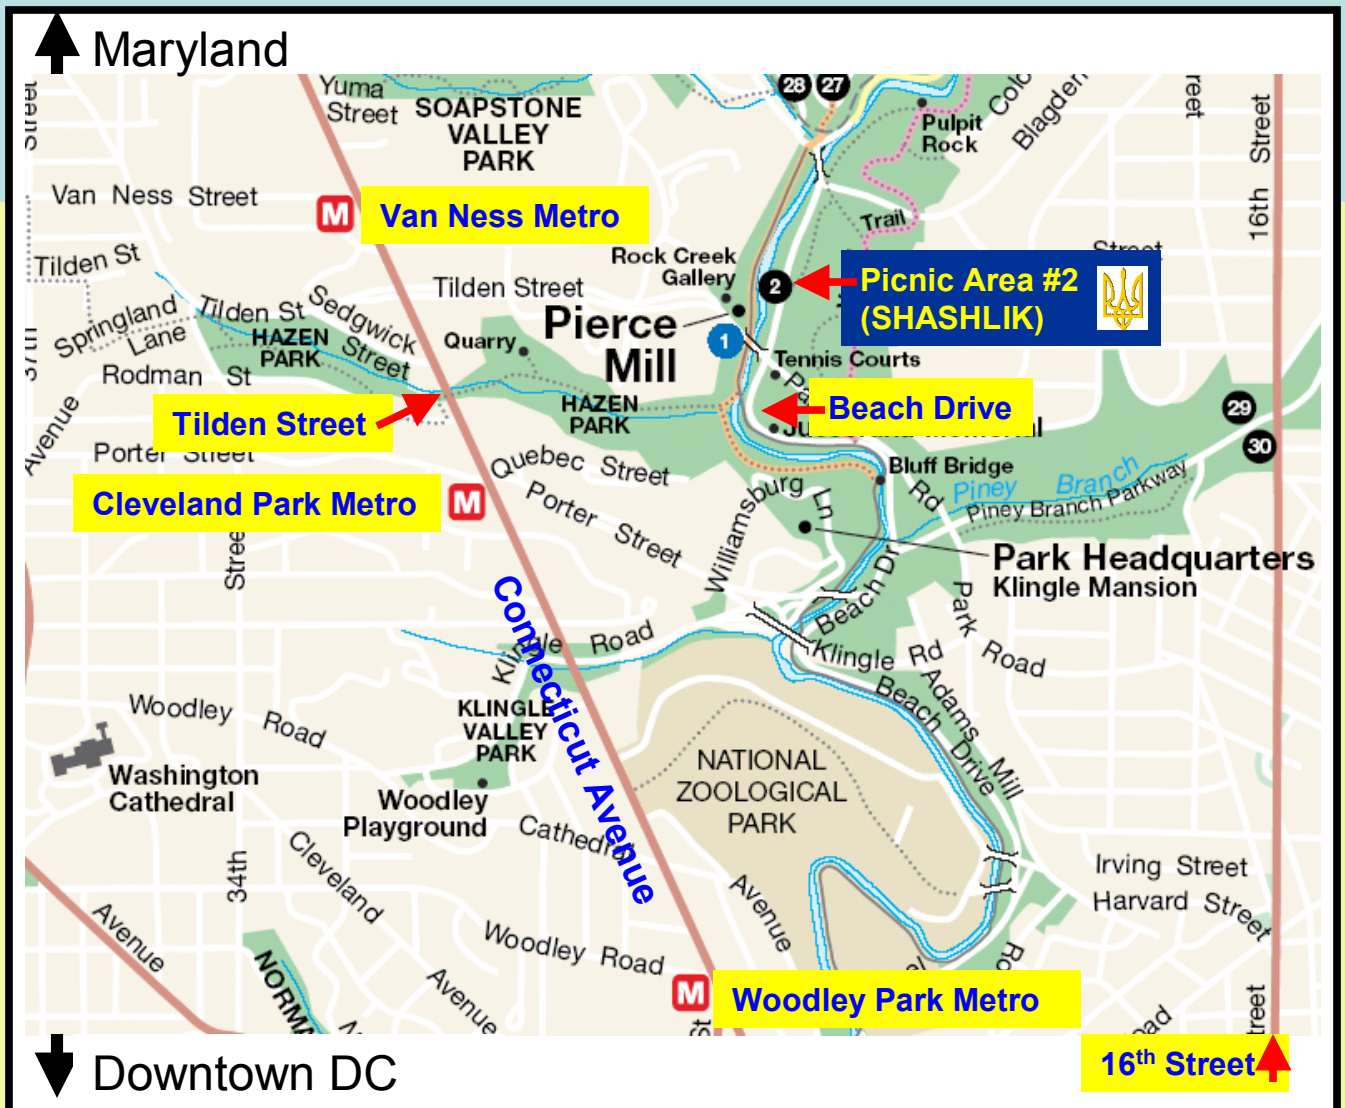 Maryland
Yuma
Street
SOAPSTONE
VALLEY
PARK
28
27
Pulpit
Rock
Blagden
16th Street
Street
Van Ness Street
M
Van Ness Metro
Trail
Tilden St
Rock Creek
Gallery
Tilden Street
2
Picnic Area #2
(SHASHLIK)
Springland
Lane
Tilden St
Sedgwick
Street
HAZEN
PARK
Quarry
Pierce
Mill
1
Tennis Courts
37th
Rodman St
HAZEN
PARK
Beach Drive
29
30
Tilden Street
Avenue
Porter Street
Quebec Street
Bluff Bridge
Rd
Piney Branch
Piney Branch Parkway
Cleveland Park Metro
M
Porter Street
Williamsburg
Ln
Park Headquarters
Klingle Mansion
Street
Connecticut Avenue
Beach Dr
Park Road
Klingle Road
Klingle Rd
Adams Mill
Beach Drive
Woodley Road
KLINGLE
VALLEY
PARK
NATIONAL
ZOOLOGICAL
PARK
Washington
Cathedral
Woodley
Playground
Cathedral
Avenue
34th
Cleveland
Avenue
Irving Street
Harvard Street
Avenue
Woodley Road
M
Woodley Park Metro
16th Street
Downtown DC